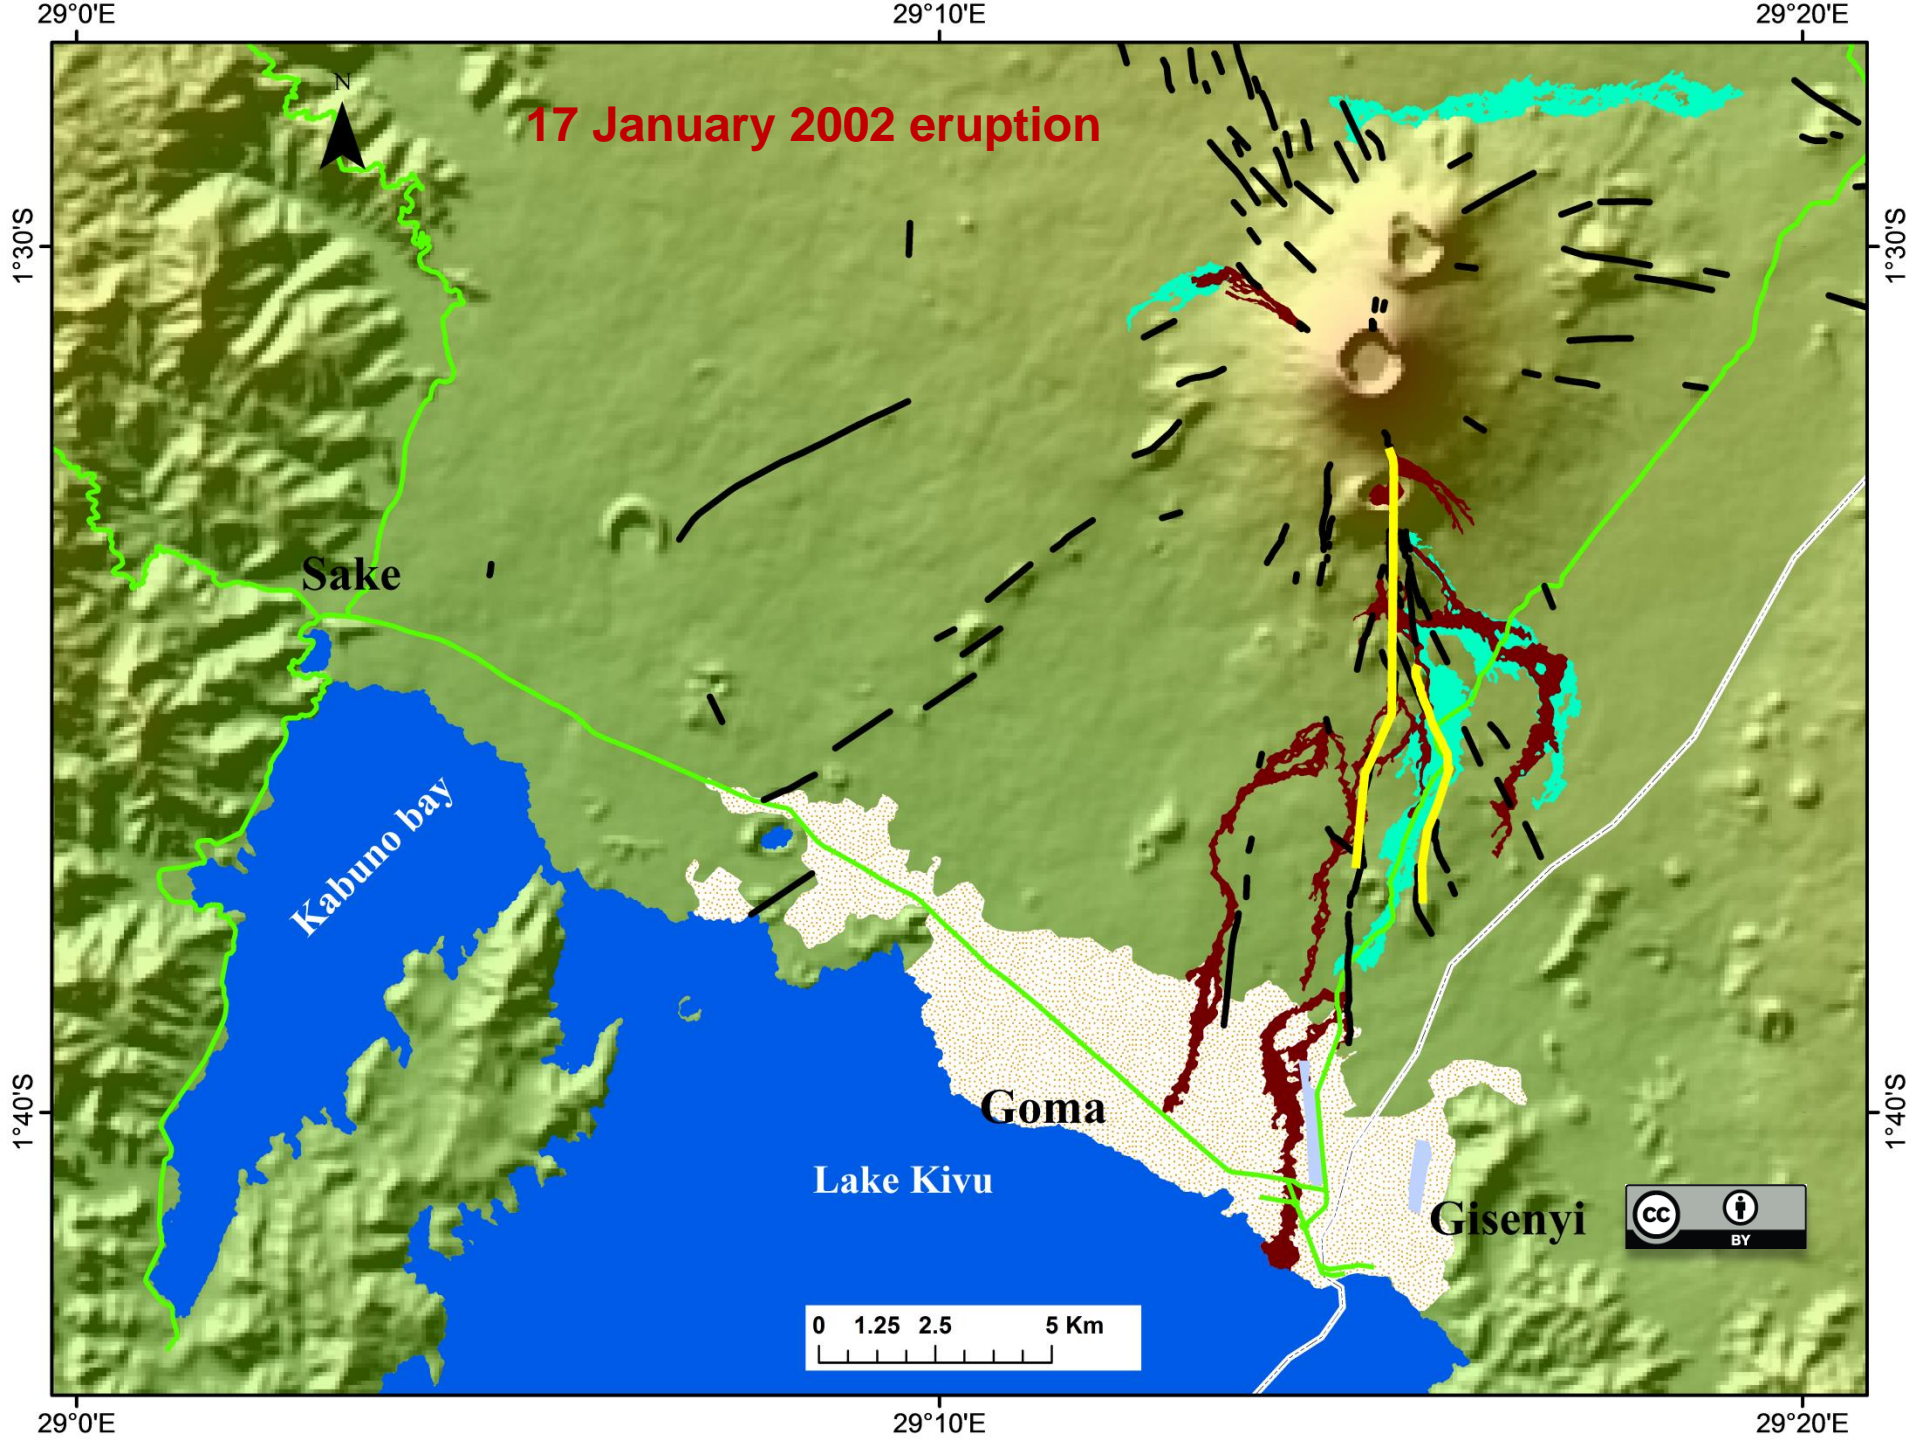 29°0'E 29°10'E 29°20'E
N
17 January 2002 eruption
1°30'S 1°30'S
Sake
Kabuno bay
1°40'S 1°40'S
Goma
Lake Kivu
Gisenyi
cc
BY
0 1.25 2.5 5 Km
29°0'E 29°10'E 29°20'E